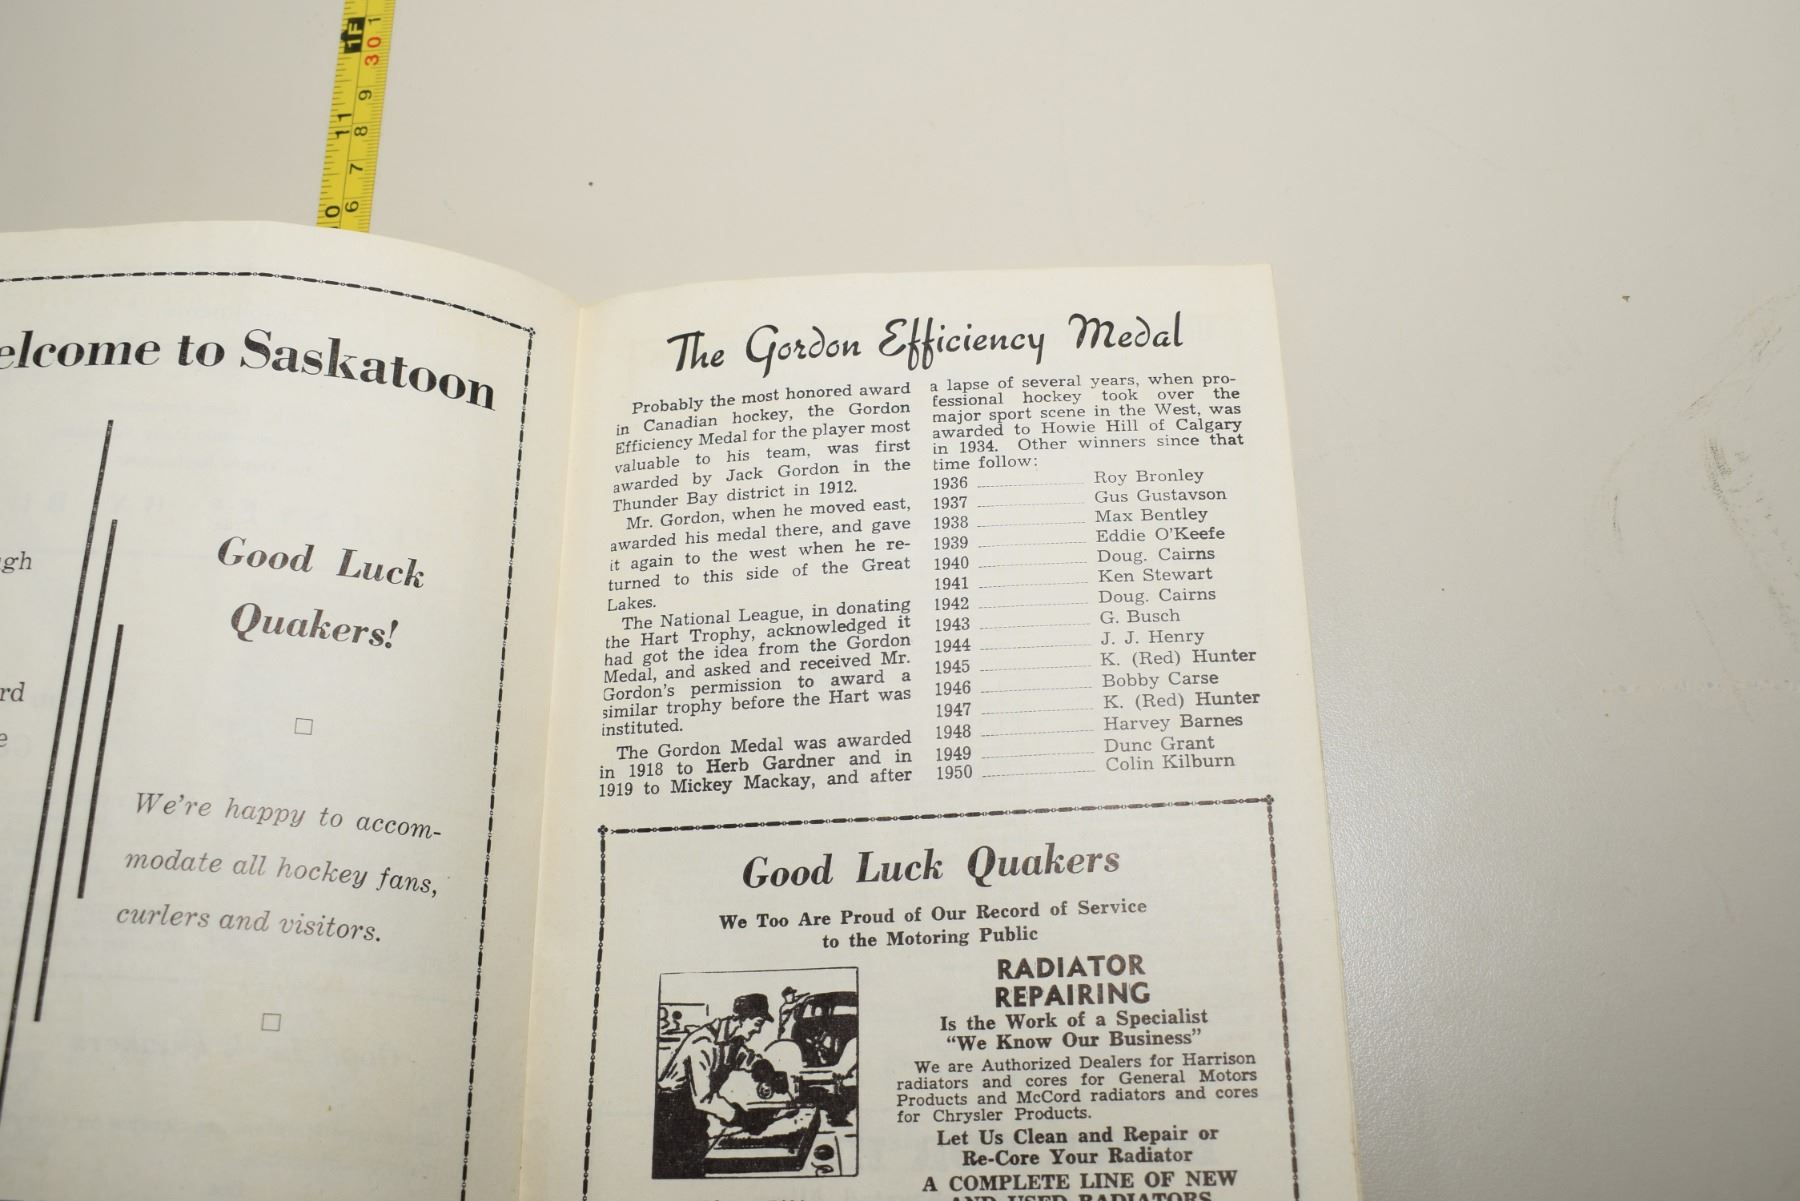 1F
30 1
9
11
8
7
6
0
elcome to Saskatoon
Good Luck
Quakers!
We're happy to accom-
modate all hockey fans,
curlers and visitors.
gh
rd
e
The Gordon Efficiency Medal
Probably the most honored award
in Canadian hockey, the Gordon
Efficiency Medal for the player most
valuable to his team, was first
awarded by Jack Gordon in the
Thunder Bay district in 1912.
Mr. Gordon, when he moved east,
awarded his medal there, and gave
it again to the west when he re-
turned to this side of the Great
Lakes.
The National League, in donating
the Hart Trophy, acknowledged it
had got the idea from the Gordon
Medal, and asked and received Mr.
Gordon's permission to award a
similar trophy before the Hart was
instituted.
The Gordon Medal was awarded
in 1918 to Herb Gardner and in
1919 to Mickey Mackay, and after
a lapse of several years, when pro-
fessional hockey took over the
major sport scene in the West, was
awarded to Howie Hill of Calgary
in 1934. Other winners since that
time follow:
1936 Roy Bronley
1937 Gus Gustavson
1938 Max Bentley
1939 Eddie O'Keefe
1940 Doug. Cairns
1941 Ken Stewart
1942 Doug. Cairns
1943 G. Busch
1944 J. J. Henry
1945 K. (Red) Hunter
1946 Bobby Carse
1947 K. (Red) Hunter
1948 Harvey Barnes
1949 Dunc Grant
1950 Colin Kilburn
Good Luck Quakers
We Too Are Proud of Our Record of Service
to the Motoring Public
RADIATOR
REPAIRING
Is the Work of a Specialist
"We Know Our Business"
We are Authorized Dealers for Harrison
radiators and cores for General Motors
Products and McCord radiators and cores
for Chrysler Products.
Let Us Clean and Repair or
Re-Core Your Radiator
A COMPLETE LINE OF NEW
AND USED RADIATORS